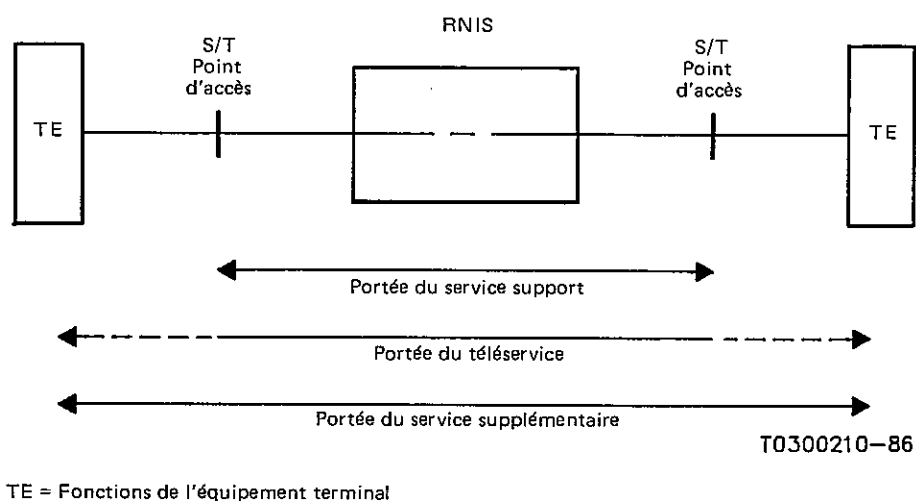 RNIS
S/T
Point
d'accès
S/T
Point
d'accès
TE
TE
Portée du service support
Portée du téléservice
Portée du service supplémentaire
T0300210-86
TE = Fonctions de l'équipement terminal